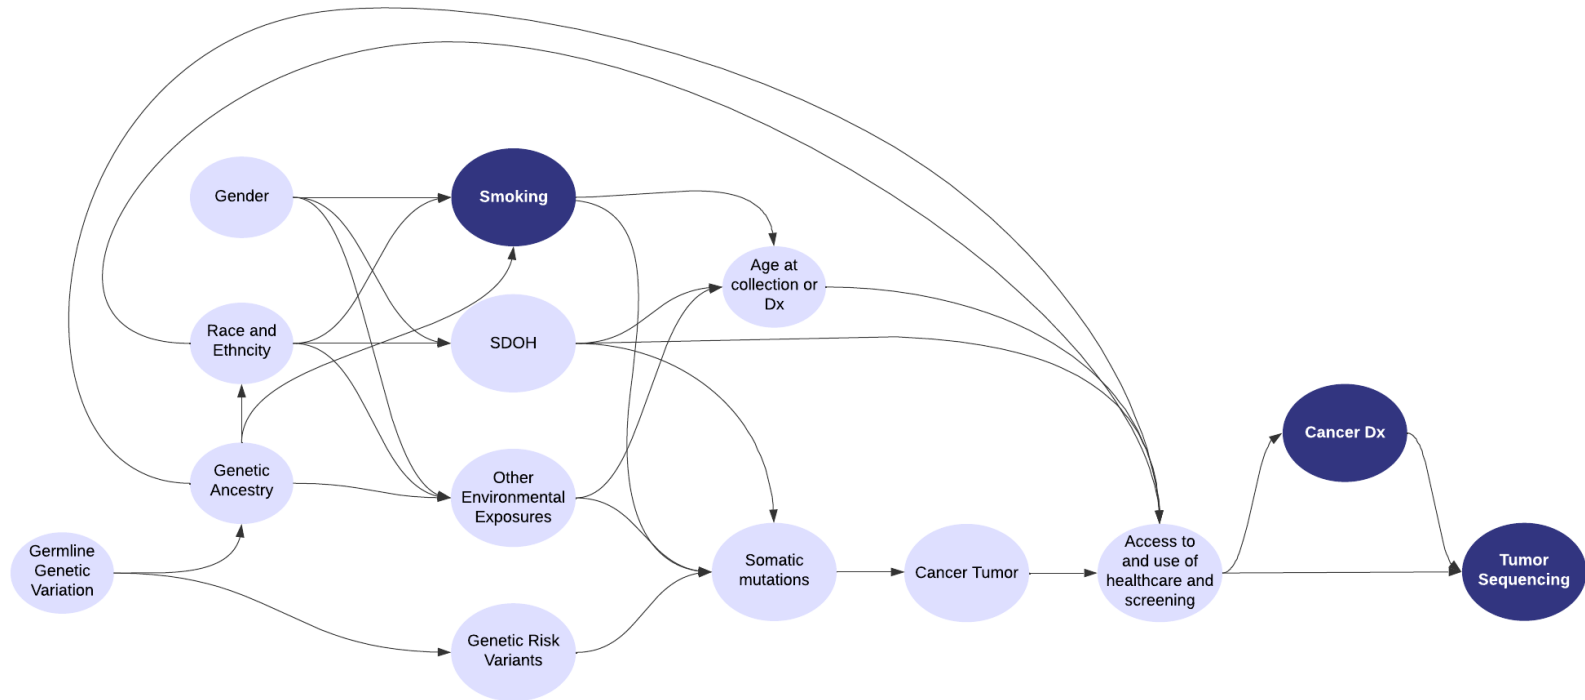 Gender
Smoking
Age at
collection or
Dx
Race and
Ethncity
SDOH
Cancer Dx
Genetic
Ancestry
Other
Environmental
Exposures
Germline
Genetic
Variation
Somatic
mutations
Cancer Tumor
Access to
and use of
healthcare and
screening
Tumor
Sequencing
Genetic Risk
Variants